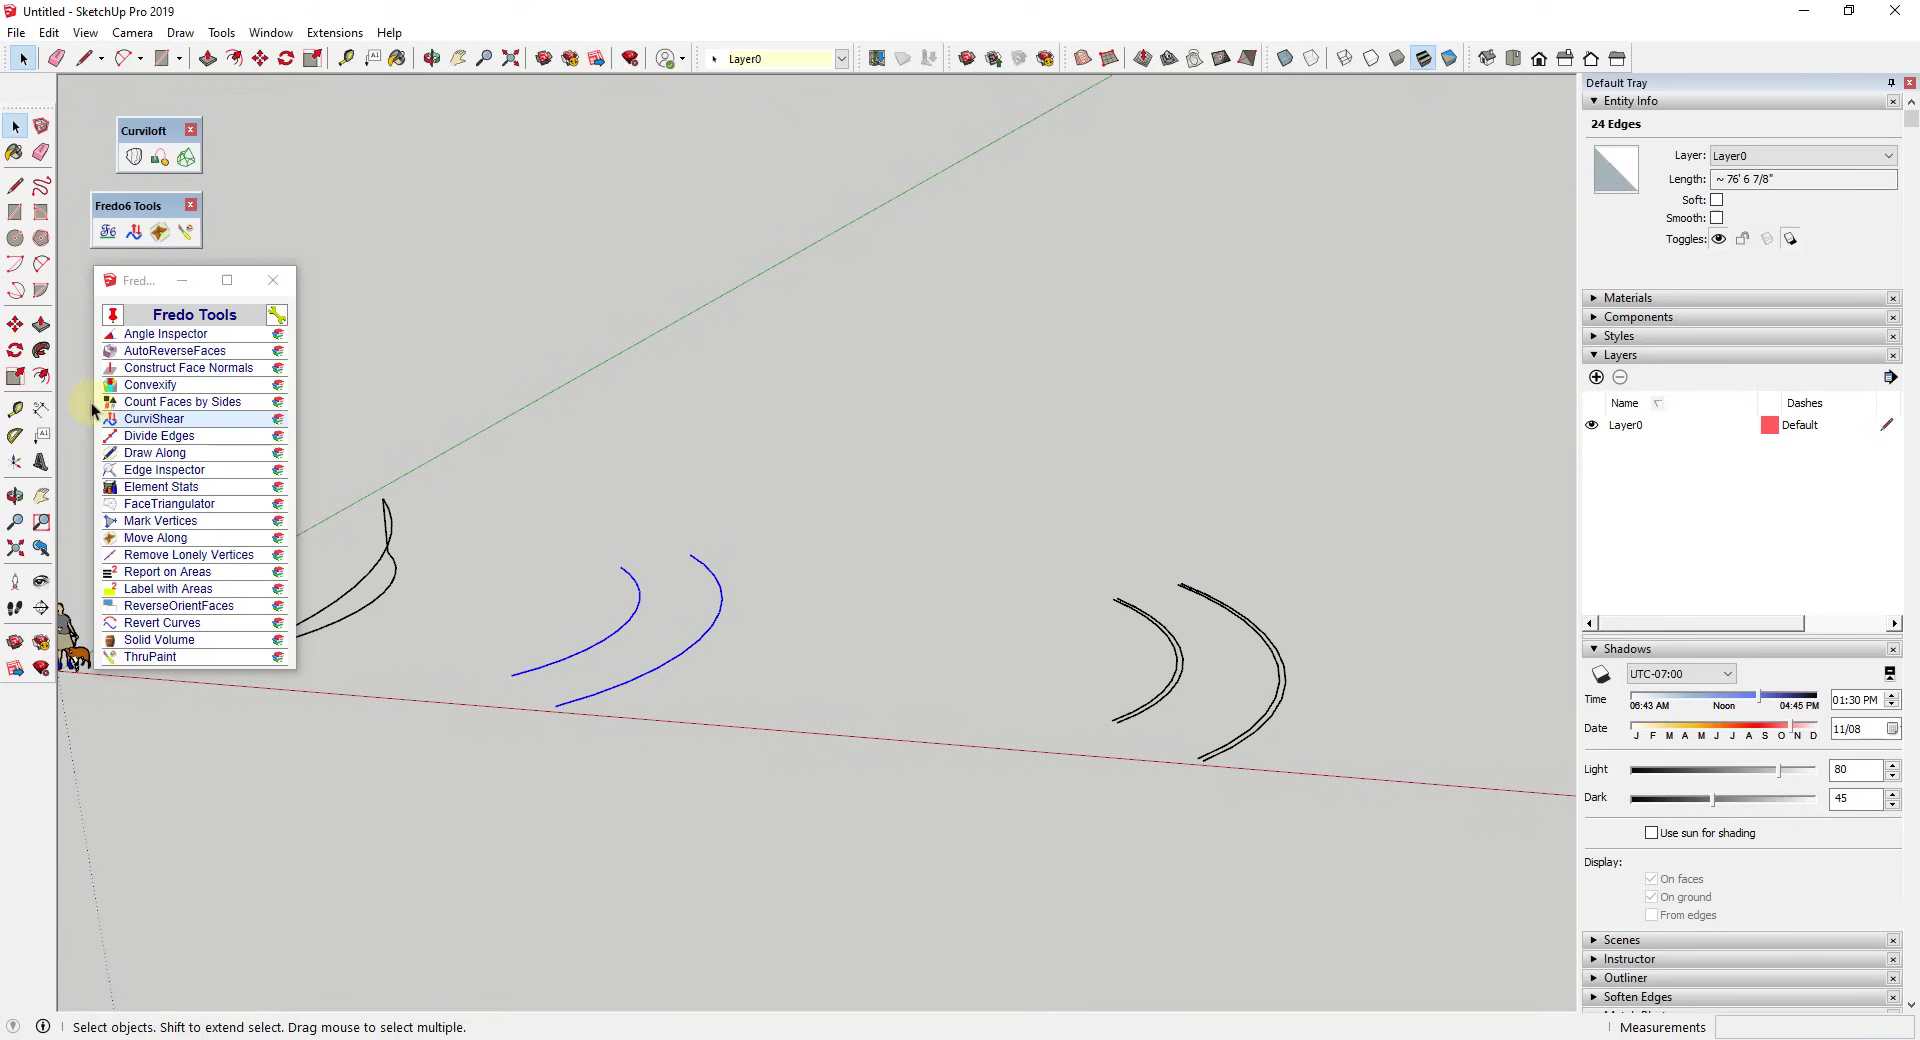 Untitled - SketchUp Pro 2019
File Edit View Camera Draw Tools Window Extensions Help
Layer0
Curviloft
Fredo6 Tools
Fred...
Fredo Tools
Angle Inspector
AutoReverseFaces
Construct Face Normals
Convexify
Count Faces by Sides
CurviShear
Divide Edges
Draw Along
Edge Inspector
Element Stats
FaceTriangulator
Mark Vertices
Move Along
Remove Lonely Vertices
Report on Areas
Label with Areas
ReverseOrientFaces
Revert Curves
Solid Volume
ThruPaint
Default Tray
Entity Info
24 Edges
Layer: Layer0
Length: ~ 76' 6 7/8"
Soft:
Smooth:
Toggles:
Materials
Components
Styles
Layers
Name Dashes
Layer0 Default
Shadows
UTC-07:00
Time 06:43 AM Noon 04:45 PM 01:30 PM
Date J F M A M J J A S O N D 11/08
Light 80
Dark 45
Use sun for shading
Display:
On faces
On ground
From edges
Scenes
Instructor
Outliner
Soften Edges
Select objects. Shift to extend select. Drag mouse to select multiple.
Measurements